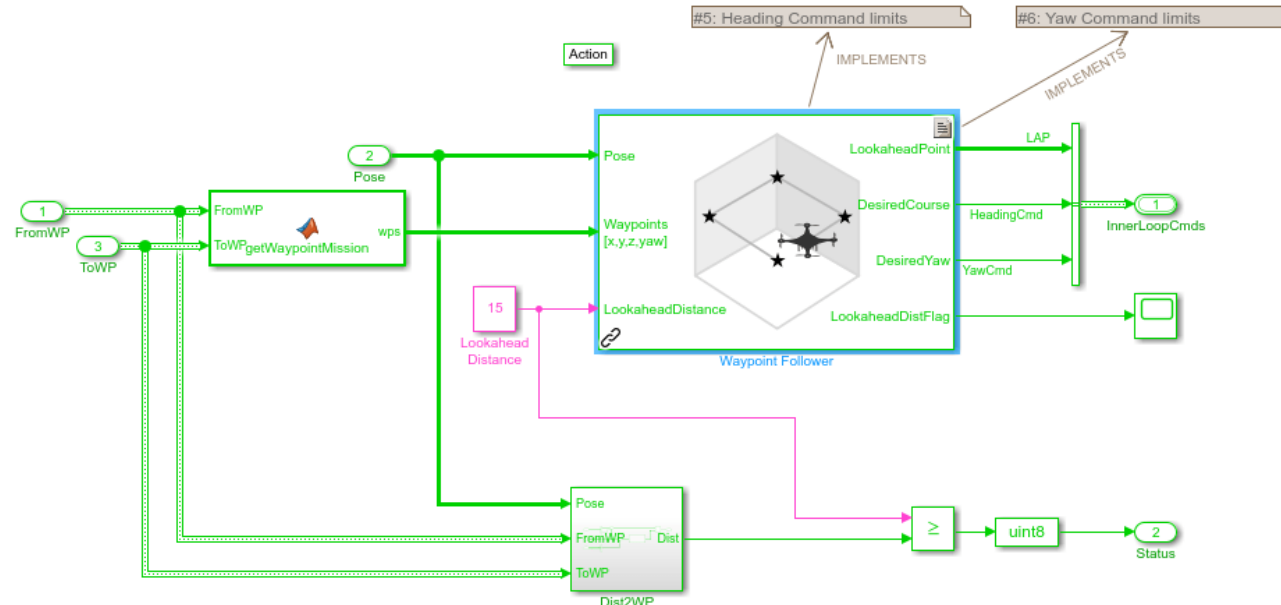 #5: Heading Command limits
#6: Yaw Command limits
Action
IMPLEMENTS
IMPLEMENTS
2
Pose
1
FromWP
3
ToWP
FromWP
ToWP
getWaypointMission
wps
Pose
Waypoints
[x,y,z,yaw]
LookaheadDistance
LookaheadPoint
DesiredCourse
DesiredYaw
LookaheadDistFlag
Waypoint Follower
LAP
HeadingCmd
YawCmd
1
InnerLoopCmds
15
Lookahead
Distance
Pose
FromWP
ToWP
Dist
Dist2WP
≥
uint8
2
Status